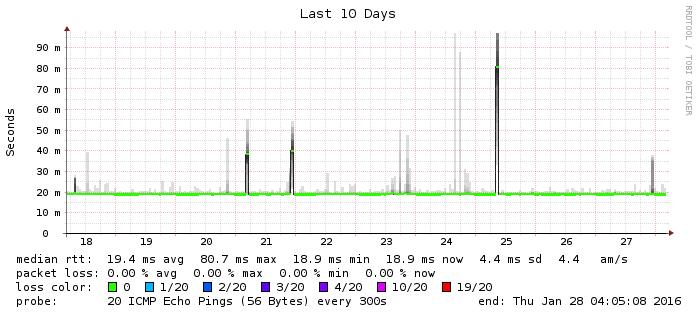 Last 10 Days
RRDTOOL / TOBI OETIKER
Seconds
90 m
80 m
70 m
60 m
50 m
40 m
30 m
20 m
10 m
0
18 19 20 21 22 23 24 25 26 27
median rtt: 19.4 ms avg 80.7 ms max 18.9 ms min 18.9 ms now 4.4 ms sd 4.4 am/s
packet loss: 0.00 % avg 0.00 % max 0.00 % min 0.00 % now
loss color: 0 1/20 2/20 3/20 4/20 10/20 19/20
probe: 20 ICMP Echo Pings (56 Bytes) every 300s end: Thu Jan 28 04:05:08 2016